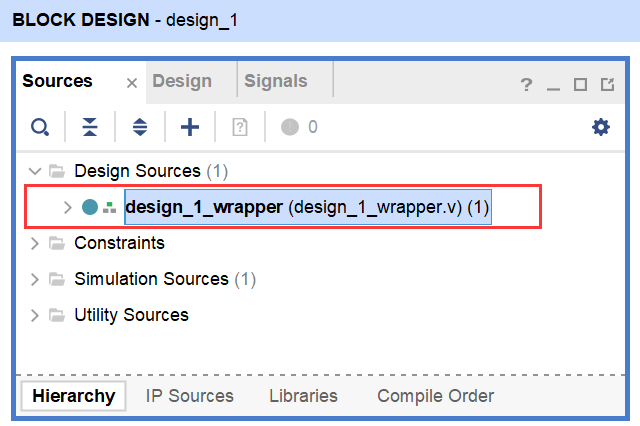 BLOCK DESIGN - design_1
Sources × Design Signals ?
0
Design Sources (1)
design_1_wrapper (design_1_wrapper.v) (1)
Constraints
Simulation Sources (1)
Utility Sources
Hierarchy IP Sources Libraries Compile Order